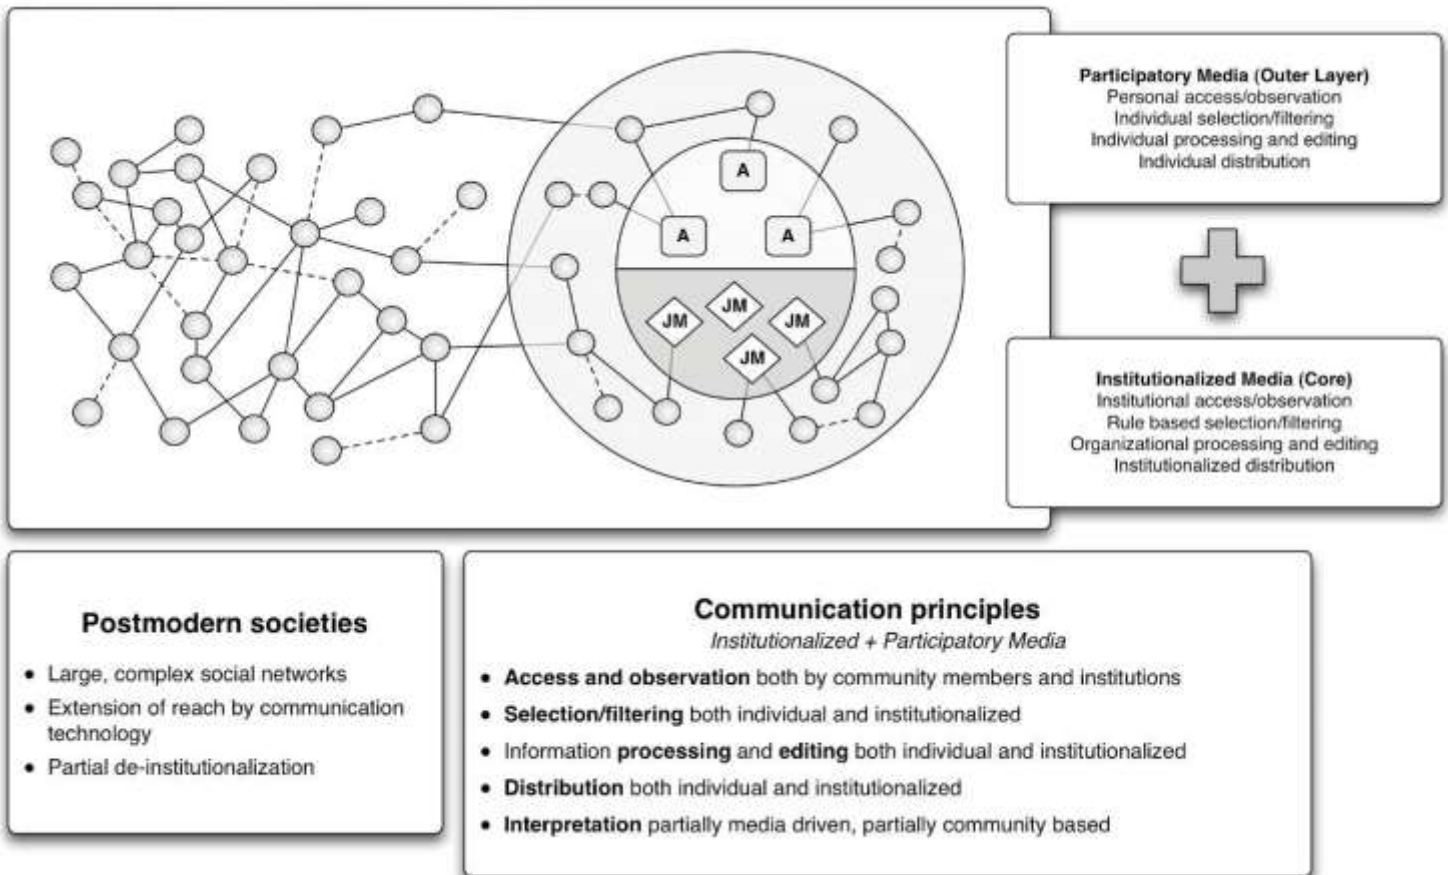 Participatory Media (Outer Layer)
Personal access/observation
Individual selection/filtering
Individual processing and editing
Individual distribution
A
A
A
JM
JM
JM
JM
Institutionalized Media (Core)
Institutional access/observation
Rule based selection/filtering
Organizational processing and editing
Institutionalized distribution
Postmodern societies
• Large, complex social networks
• Extension of reach by communication
technology
• Partial de-institutionalization
Communication principles
Institutionalized + Participatory Media
• Access and observation both by community members and institutions
• Selection/filtering both individual and institutionalized
• Information processing and editing both individual and institutionalized
• Distribution both individual and institutionalized
• Interpretation partially media driven, partially community based